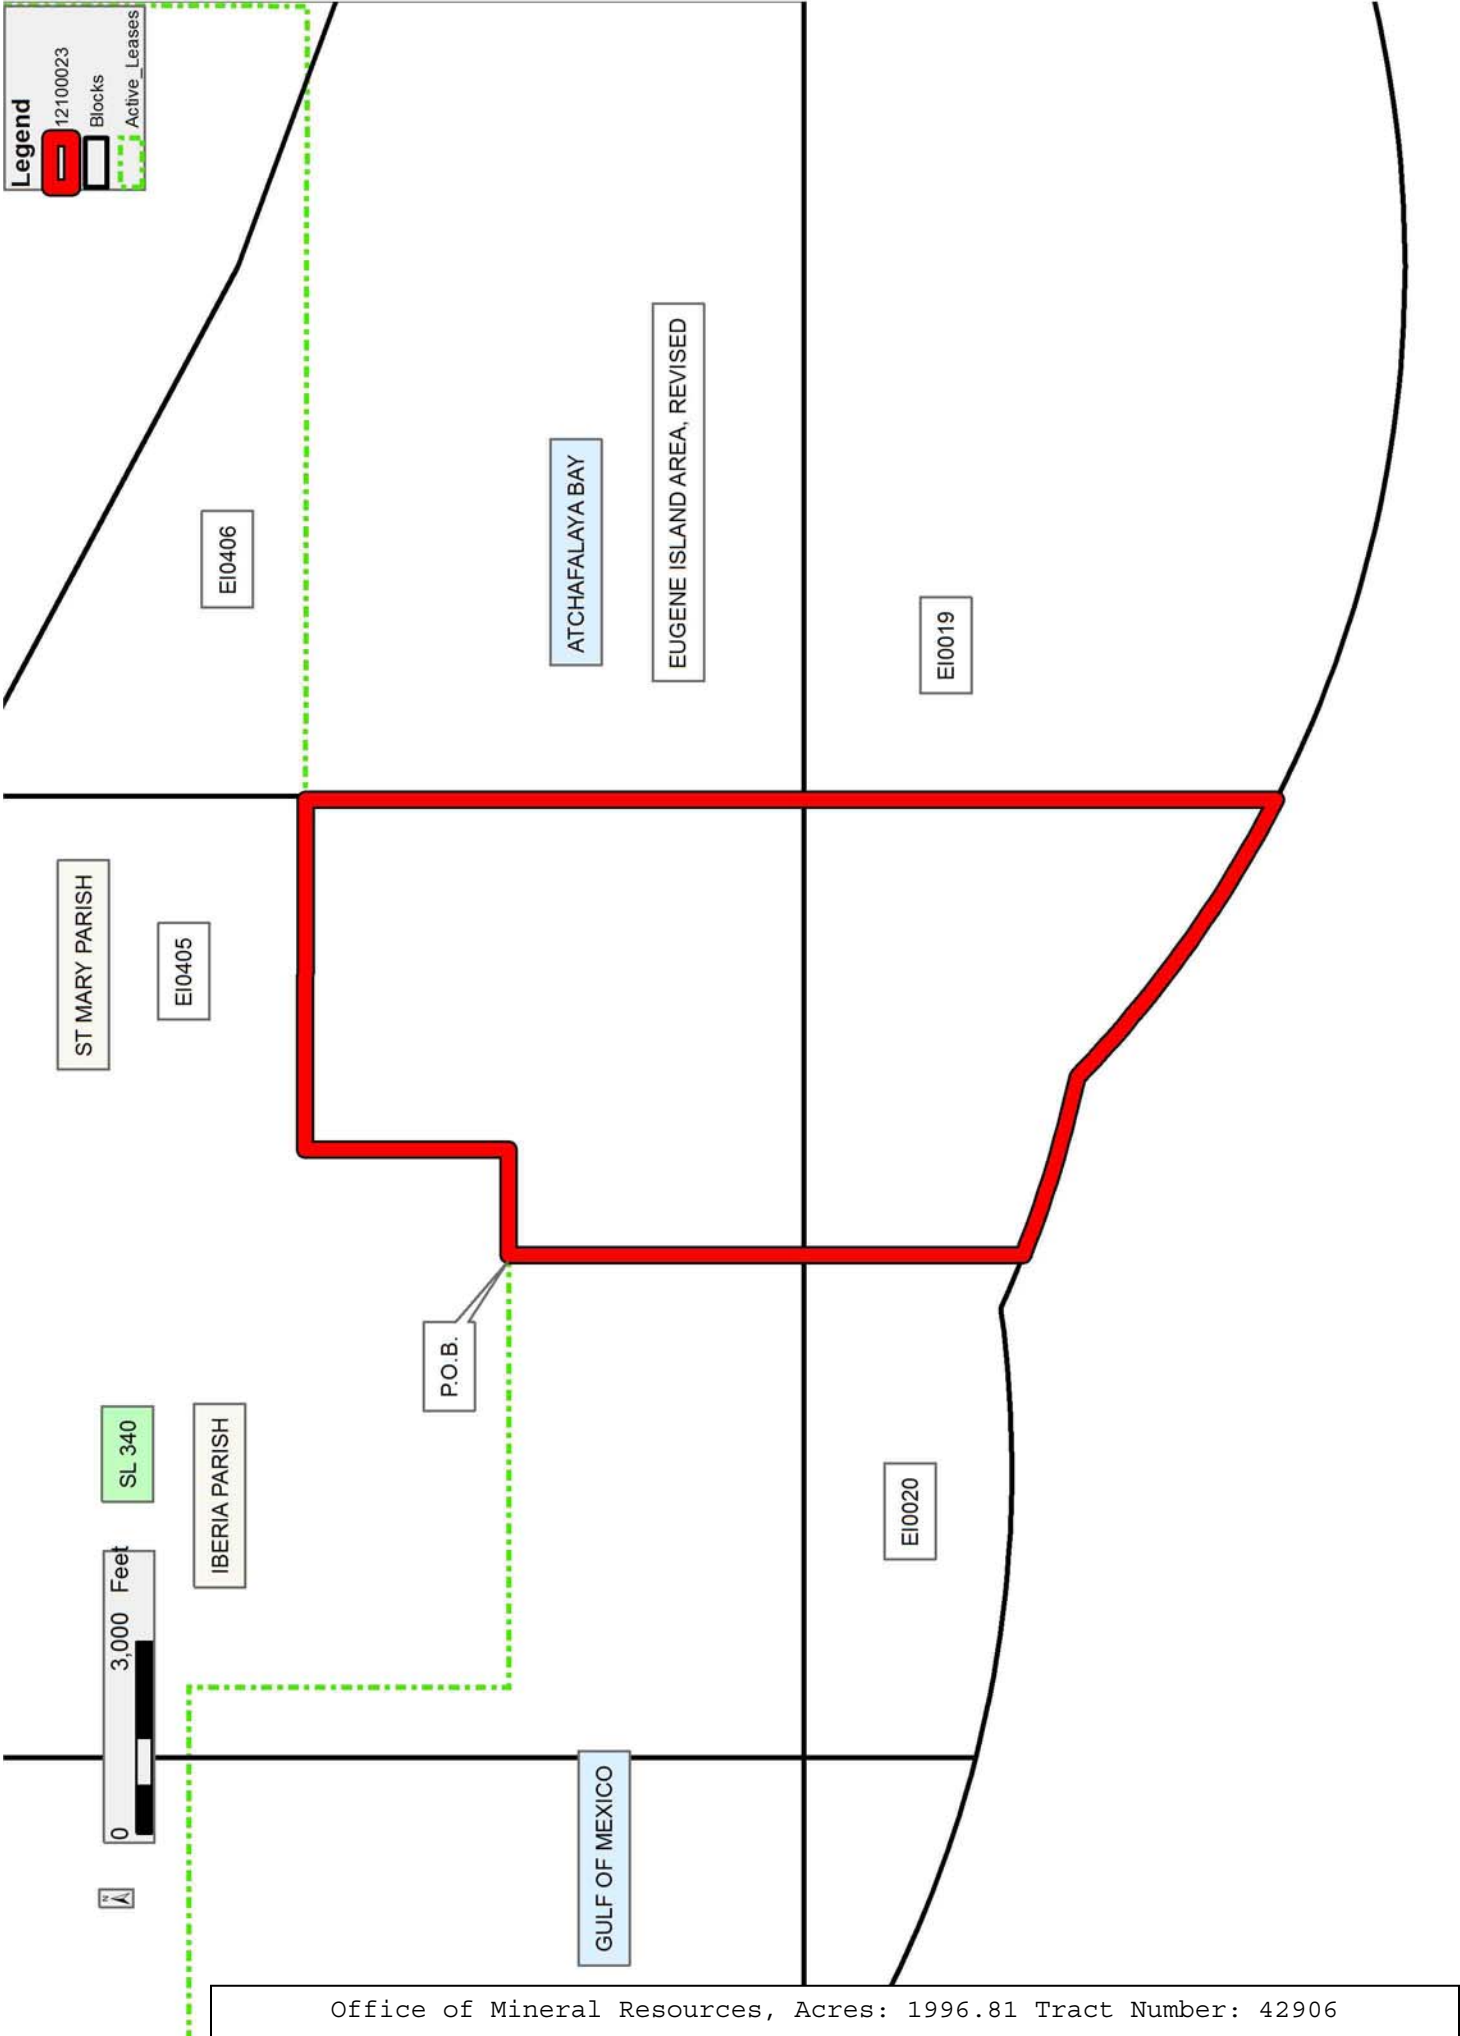 Legend
12100023
Blocks
Active_Leases
EI0406
ATCHAFALAYA BAY
EUGENE ISLAND AREA, REVISED
EI0019
ST MARY PARISH
EI0405
P.O.B.
SL 340
IBERIA PARISH
0 3,000 Feet
EI0020
N
GULF OF MEXICO
Office of Mineral Resources, Acres: 1996.81 Tract Number: 42906